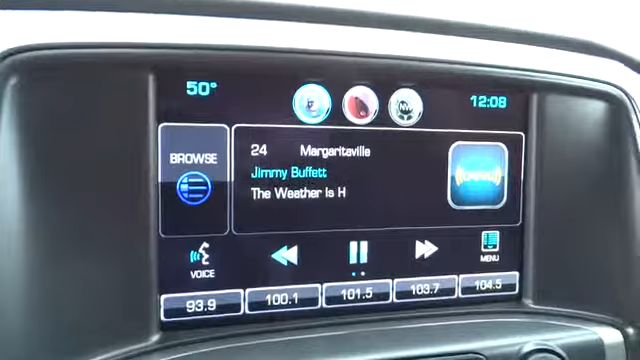 50°
12:08
BROWSE
24 Margaritaville
Jimmy Buffett
The Weather Is H
VOICE
MENU
93.9 100.1 101.5 103.7 104.5